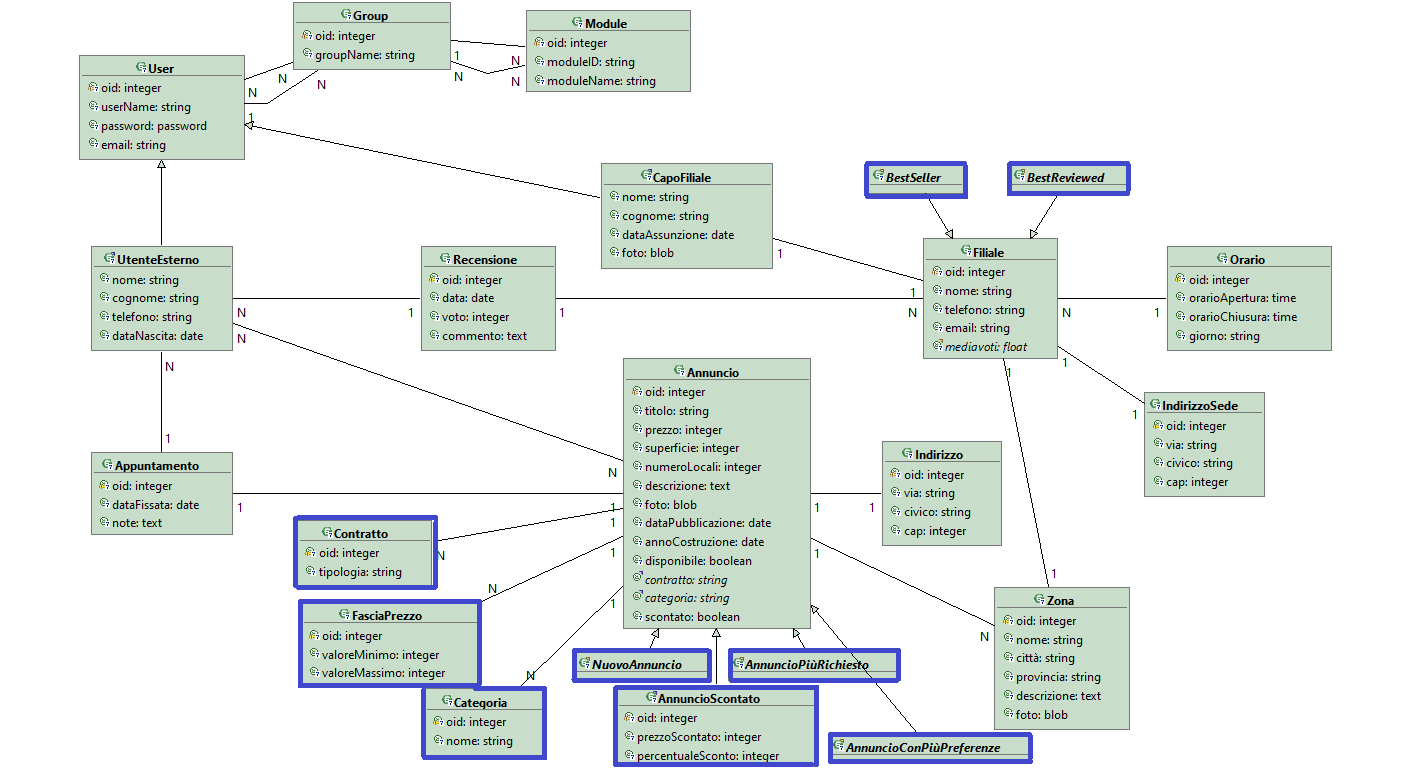 Group
oid: integer
groupName: string
1
N
N
N
Module
oid: integer
moduleID: string
moduleName: string
N
N
User
oid: integer
userName: string
password: password
email: string
N
N
1
CapoFiliale
nome: string
cognome: string
dataAssunzione: date
foto: blob
1
BestSeller
BestReviewed
UtenteEsterno
nome: string
cognome: string
telefono: string
dataNascita: date
N
N
N
Recensione
oid: integer
data: date
voto: integer
commento: text
1
1
Filiale
oid: integer
nome: string
telefono: string
email: string
mediavoti: float
1
N
N
1
1
Orario
oid: integer
orarioApertura: time
orarioChiusura: time
giorno: string
1
IndirizzoSede
oid: integer
via: string
civico: string
cap: integer
1
Annuncio
oid: integer
titolo: string
prezzo: integer
superficie: integer
numeroLocali: integer
descrizione: text
foto: blob
dataPubblicazione: date
annoCostruzione: date
disponibile: boolean
contratto: string
categoria: string
scontato: boolean
N
1
1
1
1
1
1
Indirizzo
oid: integer
via: string
civico: string
cap: integer
1
Appuntamento
oid: integer
dataFissata: date
note: text
1
1
Contratto
oid: integer
tipologia: string
N
FasciaPrezzo
oid: integer
valoreMinimo: integer
valoreMassimo: integer
N
Categoria
oid: integer
nome: string
N
NuovoAnnuncio
AnnuncioPiùRichiesto
AnnuncioScontato
oid: integer
prezzoScontato: integer
percentualeSconto: integer
AnnuncioConPiùPreferenze
Zona
oid: integer
nome: string
città: string
provincia: string
descrizione: text
foto: blob
1
N